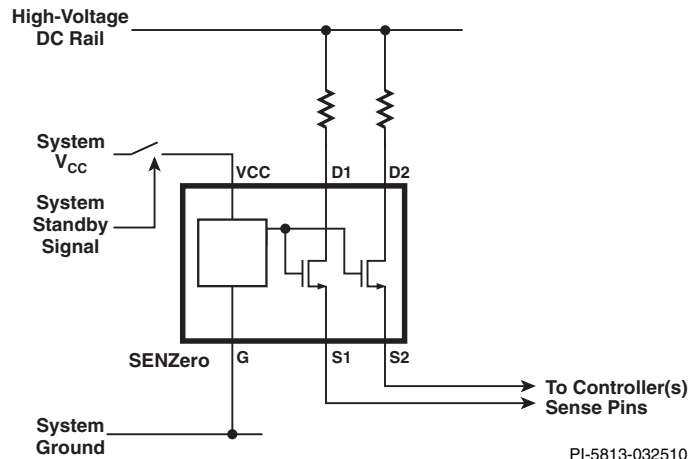 High-Voltage
DC Rail
System
VCC
VCC
D1
D2
System
Standby
Signal
SENZero
G
S1
S2
To Controller(s)
Sense Pins
System
Ground
PI-5813-032510